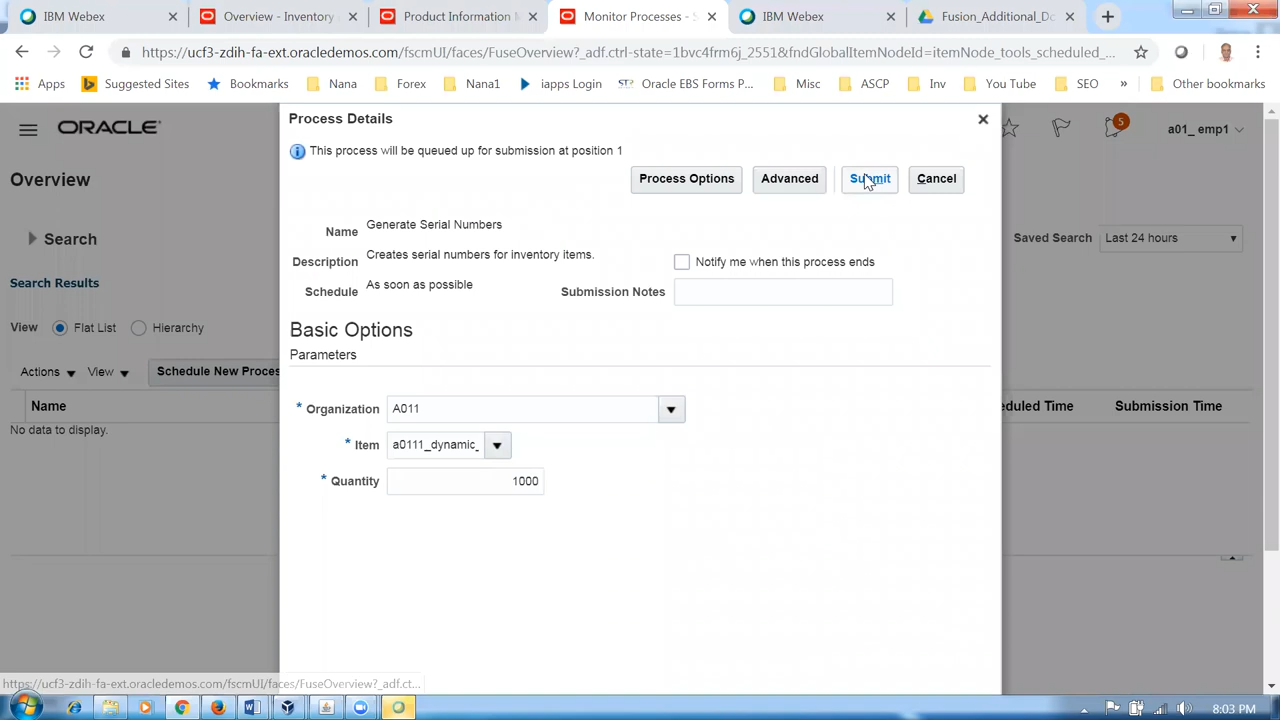 IBM Webex
Overview - Inventory
Product Information M
Monitor Processes - S
IBM Webex
Fusion_Additional_Do
https://ucf3-zdih-fa-ext.oracledemos.com/fscmUI/faces/FuseOverview?_adf.ctrl-state=1bvc4frm6j_2551&fndGlobalItemNodeId=itemNode_tools_scheduled_...
Apps
Suggested Sites
Bookmarks
Nana
Forex
Nana1
iapps Login
Oracle EBS Forms P...
Misc
ASCP
Inv
You Tube
SEO
»
Other bookmarks
ORACLE
5
a01_ emp1
Overview
Search
Saved Search
Last 24 hours
Search Results
View
Flat List
Hierarchy
Actions
View
Schedule New Proces
Name
eduled Time
Submission Time
No data to display.
Process Details
This process will be queued up for submission at position 1
Process Options
Advanced
Submit
Cancel
Name
Generate Serial Numbers
Description
Creates serial numbers for inventory items.
Notify me when this process ends
Schedule
As soon as possible
Submission Notes
Basic Options
Parameters
* Organization
A011
* Item
a0111_dynamic_
* Quantity
1000
https://ucf3-zdih-fa-ext.oracledemos.com/fscmUI/faces/FuseOverview?_adf.ct...
8:03 PM